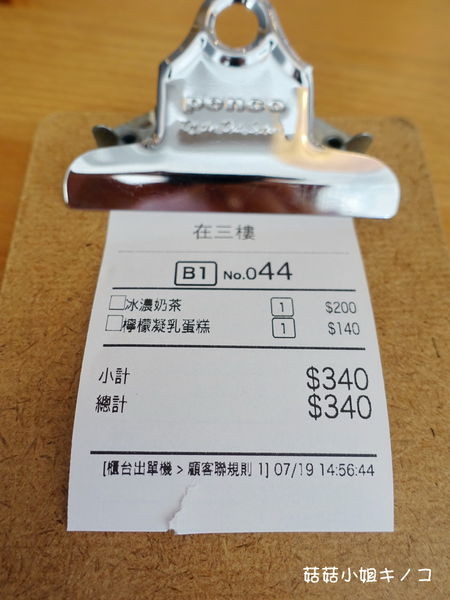 penco
在三樓
B1 No.044
冰濃奶茶 1 $200
檸檬凝乳蛋糕 1 $140
小計 $340
總計 $340
[櫃台出單機 > 顧客聯規則 1] 07/19 14:56:44
菇菇小姐キノコ